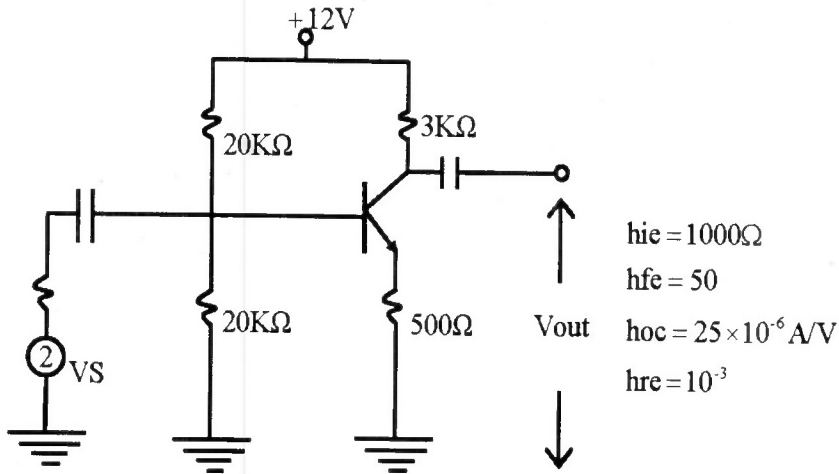 +12V
20KΩ
3KΩ
20KΩ
500Ω
2
VS
Vout
hie = 1000Ω
hfe = 50
hoc = 25 × 10⁻⁶ A/V
hre = 10⁻³